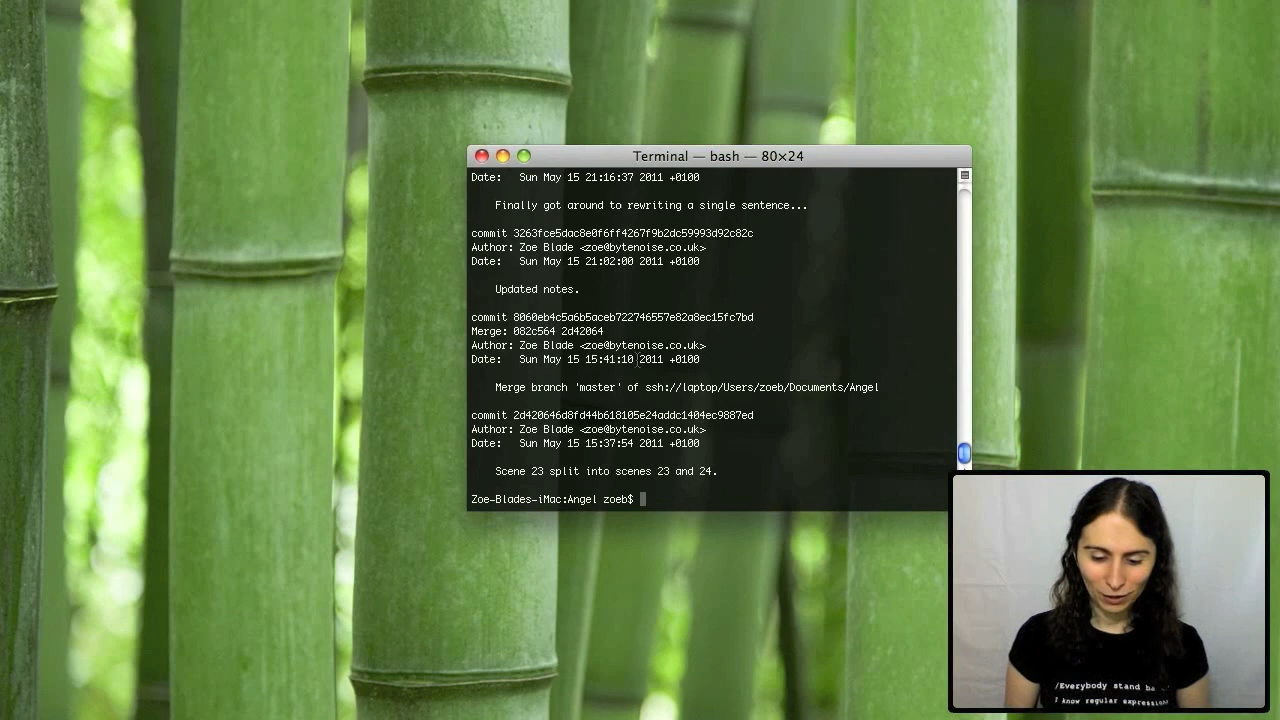 Terminal — bash — 80×24
Date:   Sun May 15 21:16:37 2011 +0100
Finally got around to rewriting a single sentence...
commit 3263fce5dac8e0f6ff4267f9b2dc59993d92c82c
Author: Zoe Blade <zoe@bytenoise.co.uk>
Date:   Sun May 15 21:02:00 2011 +0100
Updated notes.
commit 8060eb4c5a6b5aceb722746557e82a8ec15fc7bd
Merge: 082c564 2d42064
Author: Zoe Blade <zoe@bytenoise.co.uk>
Date:   Sun May 15 15:41:10 2011 +0100
Merge branch 'master' of ssh://laptop/Users/zoeb/Documents/Angel
commit 2d420646d8fd44b618105e24addc1404ec9887ed
Author: Zoe Blade <zoe@bytenoise.co.uk>
Date:   Sun May 15 15:37:54 2011 +0100
Scene 23 split into scenes 23 and 24.
Zoe-Blades-iMac:Angel zoeb$
/Everybody stand ba
I know regular expression